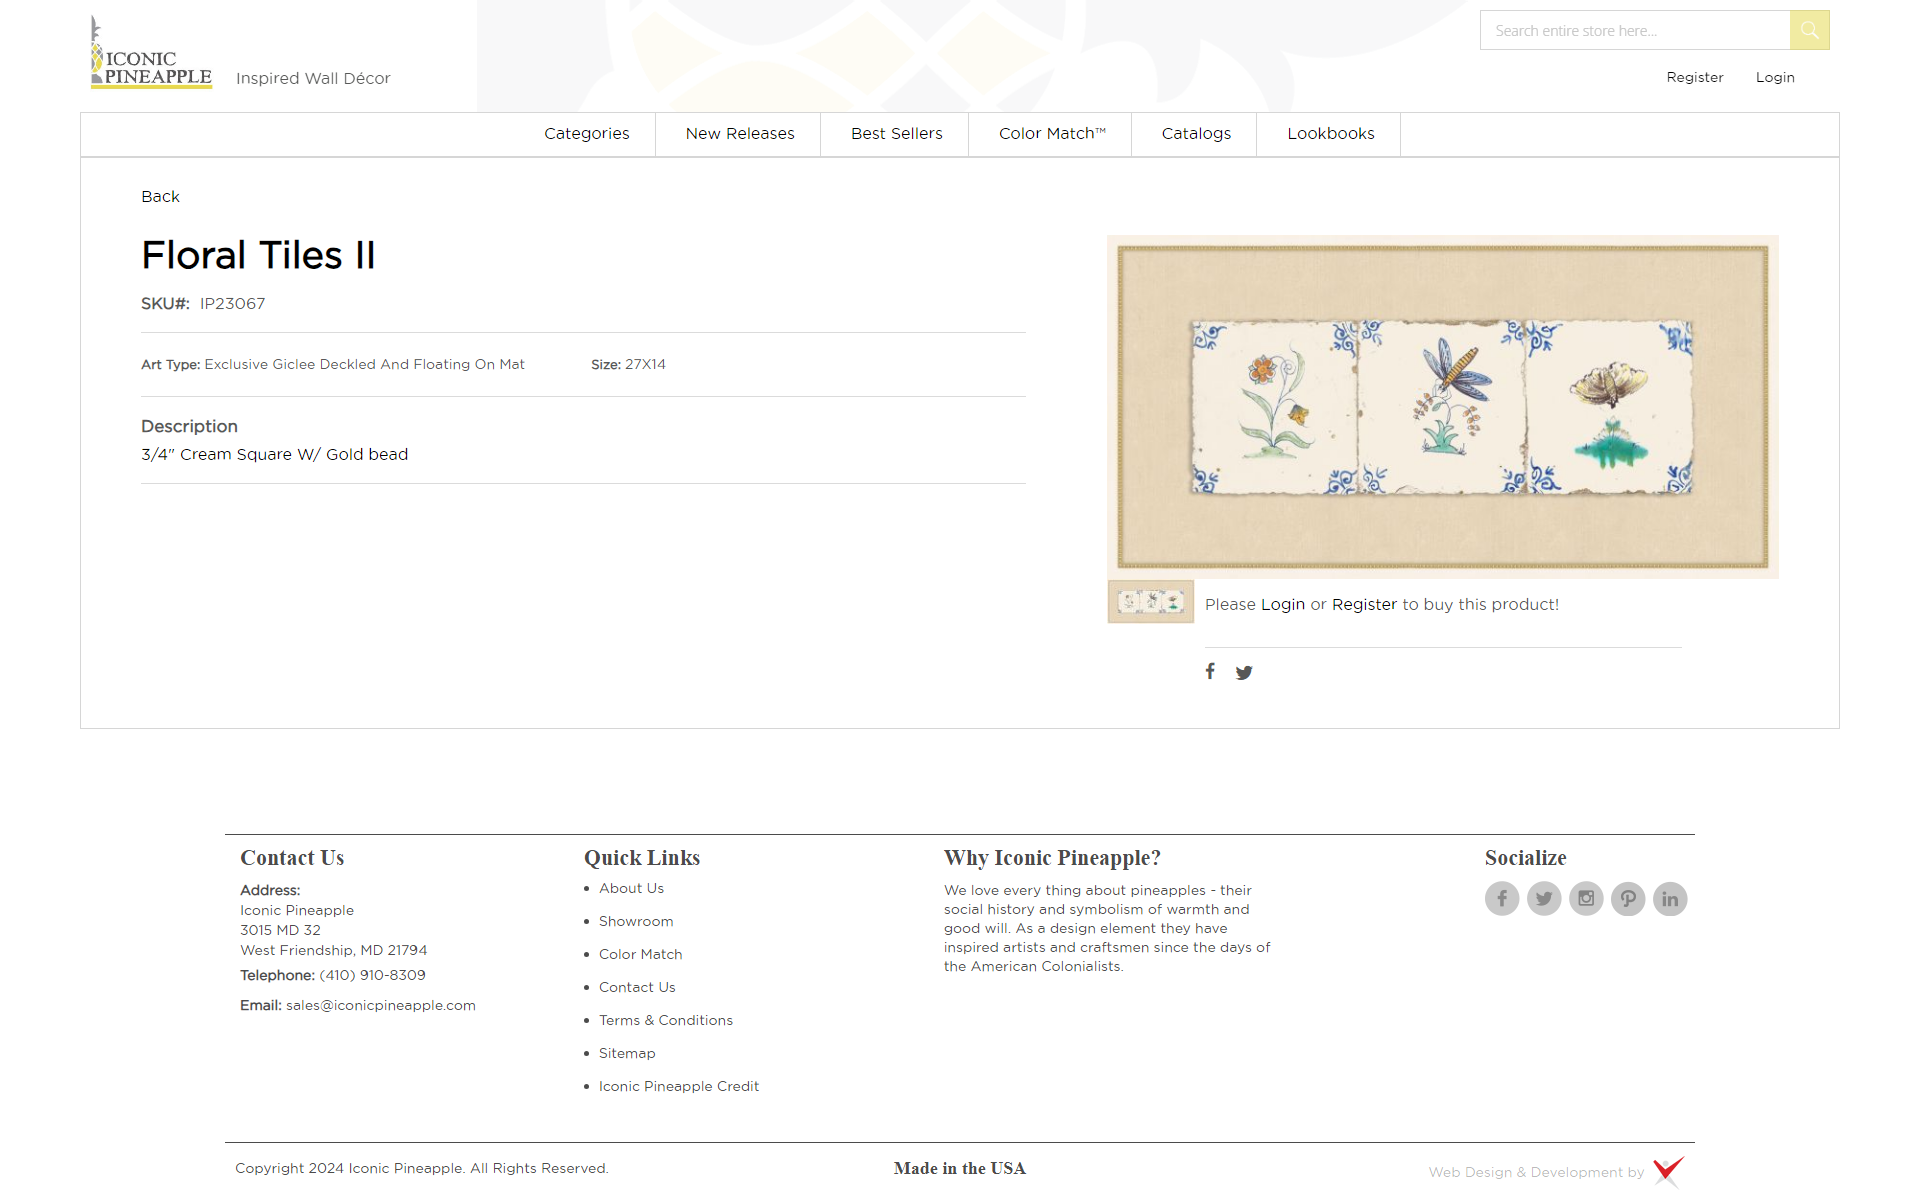 ICONIC
PINEAPPLE
Inspired Wall Décor
Search entire store here...
Register
Login
Categories
New Releases
Best Sellers
Color Match™
Catalogs
Lookbooks
Back
Floral Tiles II
SKU#: IP23067
Art Type: Exclusive Giclee Deckled And Floating On Mat
Size: 27X14
Description
3/4" Cream Square W/ Gold bead
Please Login or Register to buy this product!
Contact Us
Address:
Iconic Pineapple
3015 MD 32
West Friendship, MD 21794
Telephone: (410) 910-8309
Email: sales@iconicpineapple.com
Quick Links
About Us
Showroom
Color Match
Contact Us
Terms & Conditions
Sitemap
Iconic Pineapple Credit
Why Iconic Pineapple?
We love every thing about pineapples - their
social history and symbolism of warmth and
good will. As a design element they have
inspired artists and craftsmen since the days of
the American Colonialists.
Socialize
Copyright 2024 Iconic Pineapple. All Rights Reserved.
Made in the USA
Web Design & Development by